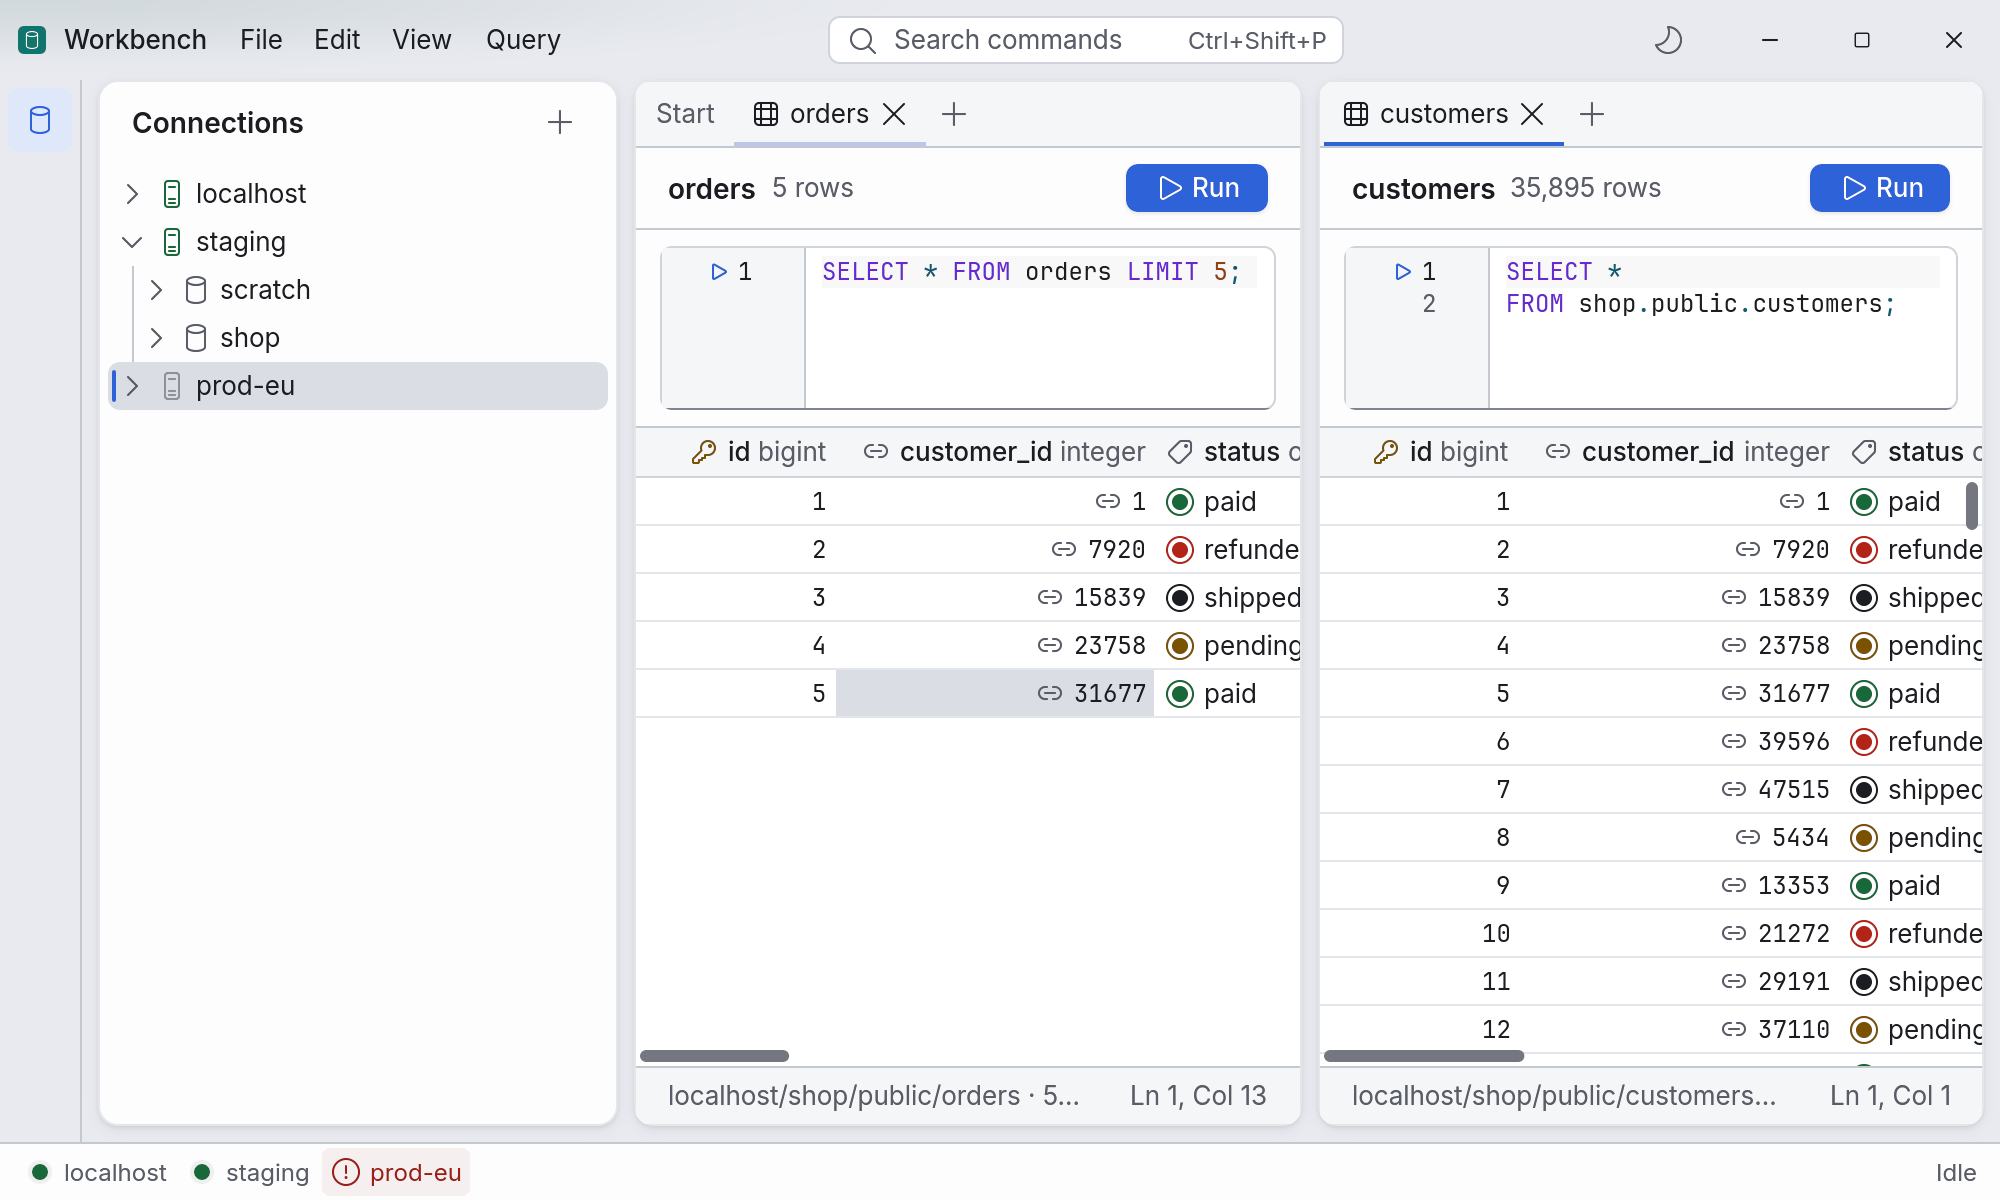 Workbench File Edit View Query
Search commands Ctrl+Shift+P
Connections
localhost
staging
scratch
shop
prod-eu
Start orders
orders 5 rows Run
1 SELECT * FROM orders LIMIT 5;
id bigint customer_id integer status c
1 1 paid
2 7920 refunde
3 15839 shipped
4 23758 pending
5 31677 paid
localhost/shop/public/orders · 5... Ln 1, Col 13
customers
customers 35,895 rows Run
1 SELECT *
2 FROM shop.public.customers;
id bigint customer_id integer status c
1 1 paid
2 7920 refunde
3 15839 shipped
4 23758 pending
5 31677 paid
6 39596 refunde
7 47515 shipped
8 5434 pending
9 13353 paid
10 21272 refunde
11 29191 shipped
12 37110 pending
localhost/shop/public/customers... Ln 1, Col 1
localhost staging prod-eu Idle